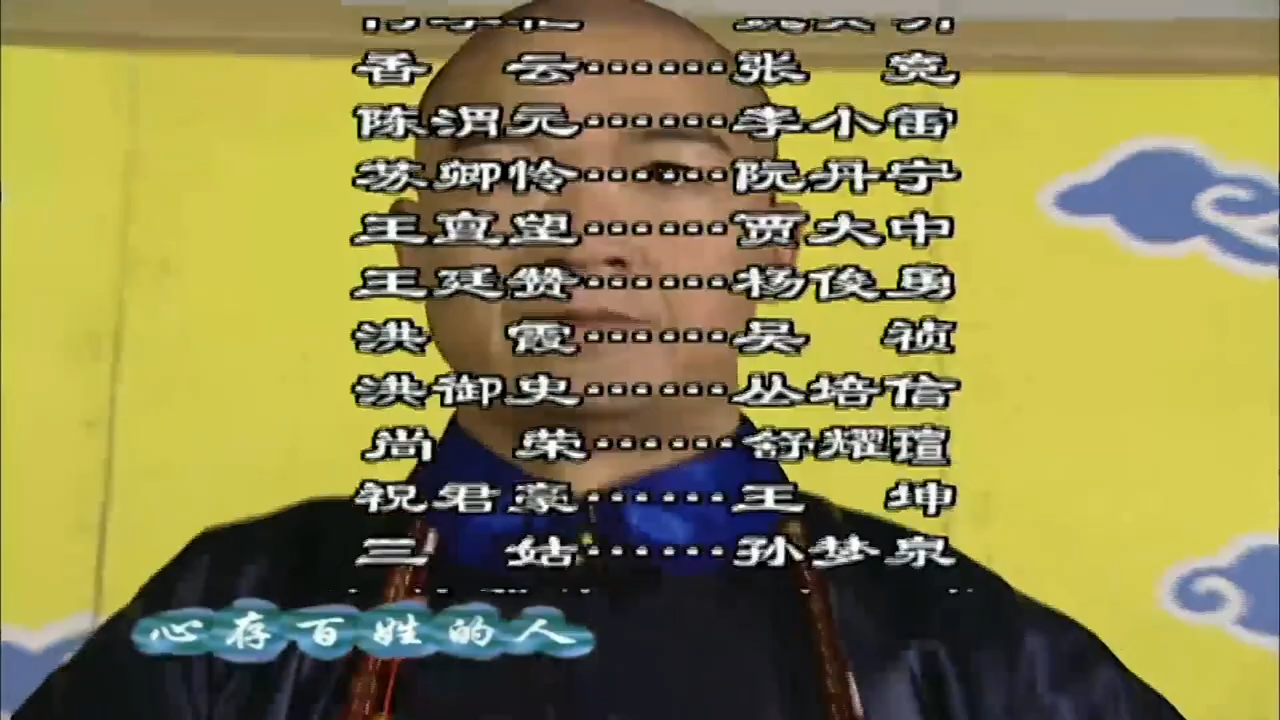 香 云……张 宽
陈渭元……李小雷
苏卿怜……阮丹宁
王亶望……贾大中
王廷赞……杨俊勇
洪 霞……吴 祯
洪御史……丛培信
尚 荣……舒耀瑄
祝君豪……王 坤
三 姑……孙梦泉
心存百姓的人